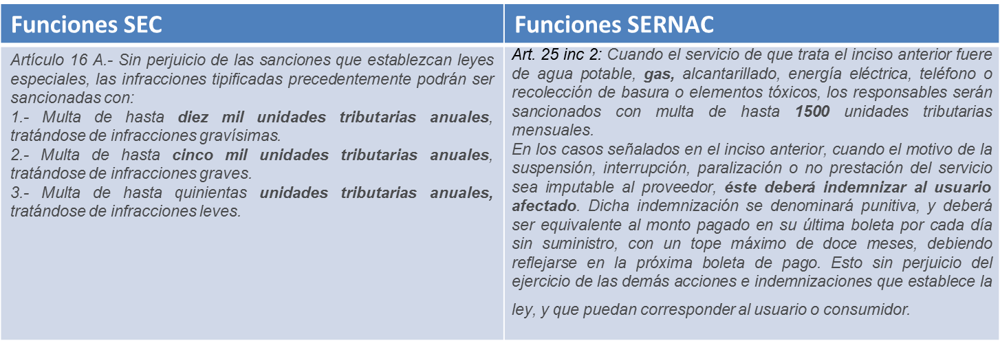 Funciones SEC
Artículo 16 A.- Sin perjuicio de las sanciones que establezcan leyes
especiales, las infracciones tipificadas precedentemente podrán ser
sancionadas con:
1.- Multa de hasta diez mil unidades tributarias anuales,
tratándose de infracciones gravísimas.
2.- Multa de hasta cinco mil unidades tributarias anuales,
tratándose de infracciones graves.
3.- Multa de hasta quinientas unidades tributarias anuales,
tratándose de infracciones leves.
Funciones SERNAC
Art. 25 inc 2: Cuando el servicio de que trata el inciso anterior fuere
de agua potable, gas, alcantarillado, energía eléctrica, teléfono o
recolección de basura o elementos tóxicos, los responsables serán
sancionados con multa de hasta 1500 unidades tributarias
mensuales.
En los casos señalados en el inciso anterior, cuando el motivo de la
suspensión, interrupción, paralización o no prestación del servicio
sea imputable al proveedor, éste deberá indemnizar al usuario
afectado. Dicha indemnización se denominará punitiva, y deberá
ser equivalente al monto pagado en su última boleta por cada día
sin suministro, con un tope máximo de doce meses, debiendo
reflejarse en la próxima boleta de pago. Esto sin perjuicio del
ejercicio de las demás acciones e indemnizaciones que establece la
ley, y que puedan corresponder al usuario o consumidor.